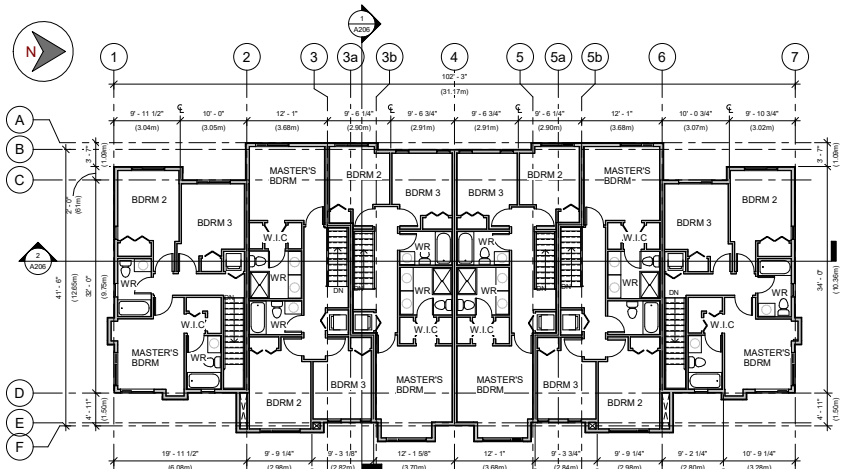 N
1
A206
1
2
3
3a
3b
4
5
5a
5b
6
7
102' - 3"
(31.17m)
9' - 11 1/2"
10' - 0"
12' - 1"
9' - 6 1/4"
9' - 6 3/4"
9' - 6 3/4"
9' - 6 1/4"
12' - 1"
10' - 0 3/4"
9' - 10 3/4"
(3.04m)
(3.05m)
(3.68m)
(2.90m)
(2.91m)
(2.91m)
(2.90m)
(3.68m)
(3.07m)
(3.02m)
A
B
C
D
E
F
3' - 7"
(1.09m)
2' - 0"
(61m)
41' - 6"
(12.65m)
32' - 0"
(9.75m)
4' - 11"
(1.50m)
3' - 7"
(1.09m)
34' - 0"
(10.36m)
4' - 11"
(1.50m)
2
A206
BDRM 2
BDRM 3
WR
DN
W.I.C
MASTER'S
BDRM
WR
MASTER'S
BDRM
W.I.C
WR
DN
BDRM 2
BDRM 2
BDRM 3
WR
W.I.C
BDRM 3
MASTER'S
BDRM
BDRM 3
BDRM 2
WR
W.I.C
DN
MASTER'S
BDRM
BDRM 3
MASTER'S
BDRM
W.I.C
WR
WR
BDRM 2
BDRM 3
BDRM 2
DN
WR
W.I.C
WR
MASTER'S
BDRM
19' - 11 1/2"
9' - 9 1/4"
9' - 3 1/8"
12' - 1 5/8"
12' - 1"
9' - 3 3/4"
9' - 9 1/4"
9' - 2 1/4"
10' - 9 1/4"
(6.08m)
(2.98m)
(2.82m)
(3.70m)
(3.68m)
(2.84m)
(2.98m)
(2.80m)
(3.28m)